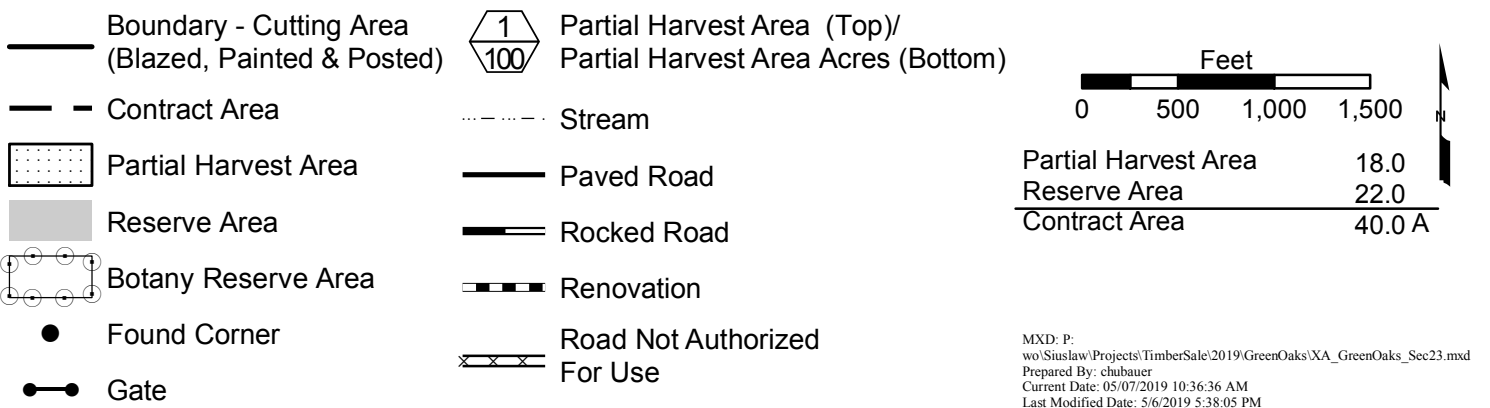 Boundary - Cutting Area
(Blazed, Painted & Posted)
Contract Area
Partial Harvest Area
Reserve Area
Botany Reserve Area
Found Corner
Gate
1
100
Partial Harvest Area (Top)/
Partial Harvest Area Acres (Bottom)
Stream
Paved Road
Rocked Road
Renovation
Road Not Authorized
For Use
Feet
0 500 1,000 1,500
N
Partial Harvest Area 18.0
Reserve Area 22.0
Contract Area 40.0 A
MXD: P:
wo\Siuslaw\Projects\TimberSale\2019\GreenOaks\XA_GreenOaks_Sec23.mxd
Prepared By: chubauer
Current Date: 05/07/2019 10:36:36 AM
Last Modified Date: 5/6/2019 5:38:05 PM